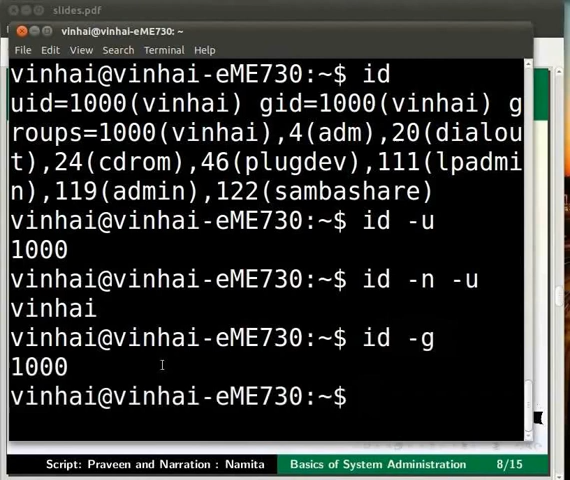 slides.pdf
vinhai@vinhai-eME730: ~
File Edit View Search Terminal Help
vinhai@vinhai-eME730:~$ id
uid=1000(vinhai) gid=1000(vinhai) g
roups=1000(vinhai),4(adm),20(dialou
t),24(cdrom),46(plugdev),111(lpadmi
n),119(admin),122(sambashare)
vinhai@vinhai-eME730:~$ id -u
1000
vinhai@vinhai-eME730:~$ id -n -u
vinhai
vinhai@vinhai-eME730:~$ id -g
1000
vinhai@vinhai-eME730:~$
Script: Praveen and Narration : Namita Basics of System Administration 8/15